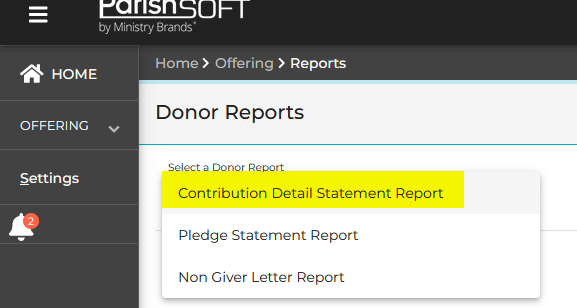 ParishSOFT
by Ministry Brands
Home > Offering > Reports
HOME
OFFERING
Settings
2
Donor Reports
Select a Donor Report
Contribution Detail Statement Report
Pledge Statement Report
Non Giver Letter Report